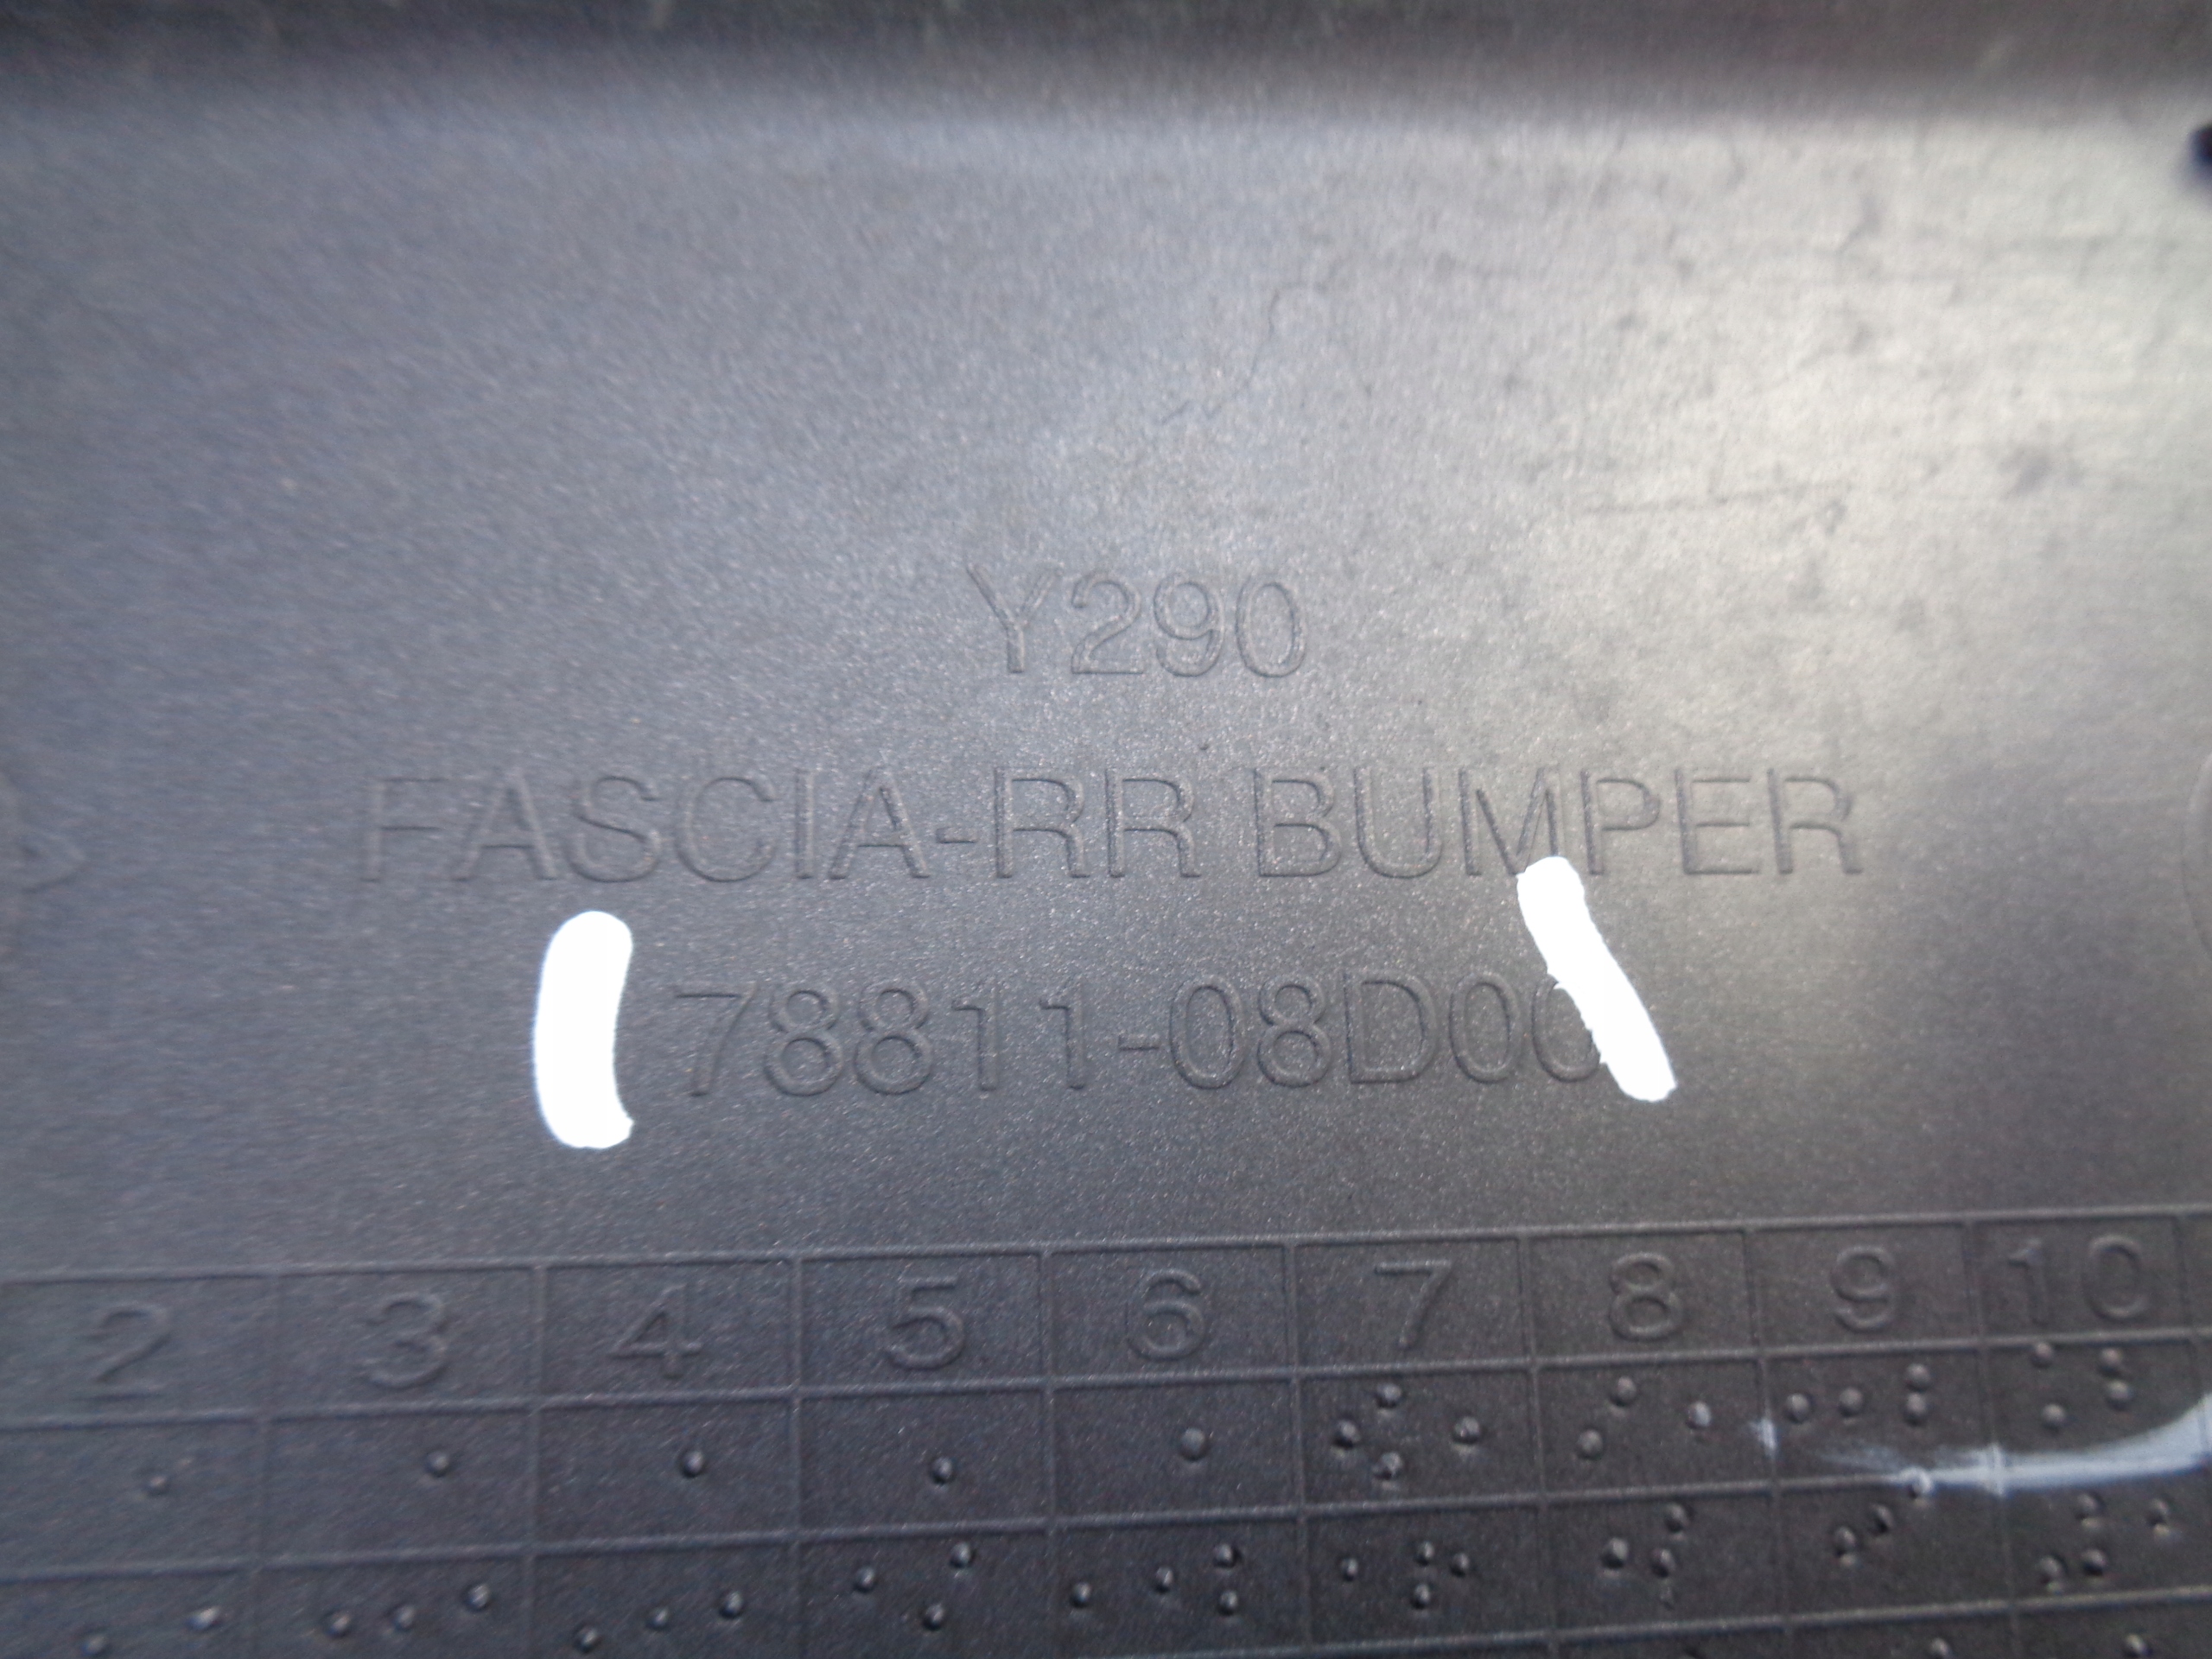 Y290
FASCIA-RR BUMPER
78811-08D00
2 3 4 5 6 7 8 9 10